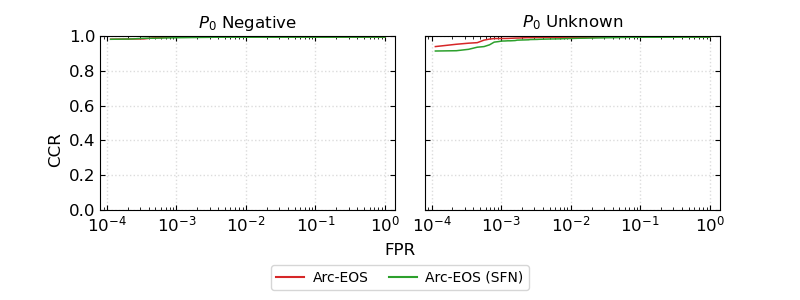 P₀ Negative
P₀ Unknown
CCR
1.0
0.8
0.6
0.4
0.2
0.0
10⁻⁴ 10⁻³ 10⁻² 10⁻¹ 10⁰
10⁻⁴ 10⁻³ 10⁻² 10⁻¹ 10⁰
FPR
Arc-EOS
Arc-EOS (SFN)